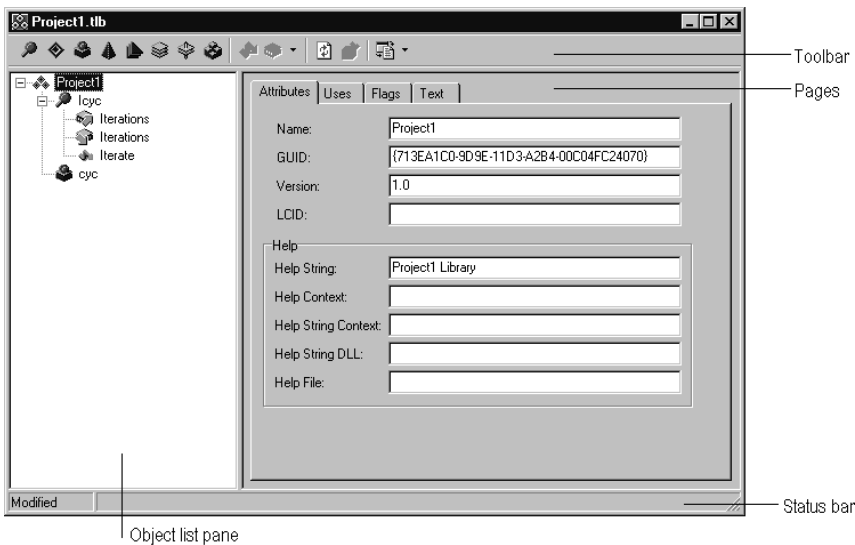 Project1.tlb
Toolbar
Pages
Project1
Icyc
Iterations
Iterations
Iterate
cyc
Attributes Uses Flags Text
Name: Project1
GUID: {713EA1C0-9D9E-11D3-A2B4-00C04FC24070}
Version: 1.0
LCID:
Help
Help String: Project1 Library
Help Context:
Help String Context:
Help String DLL:
Help File:
Modified
Status bar
Object list pane